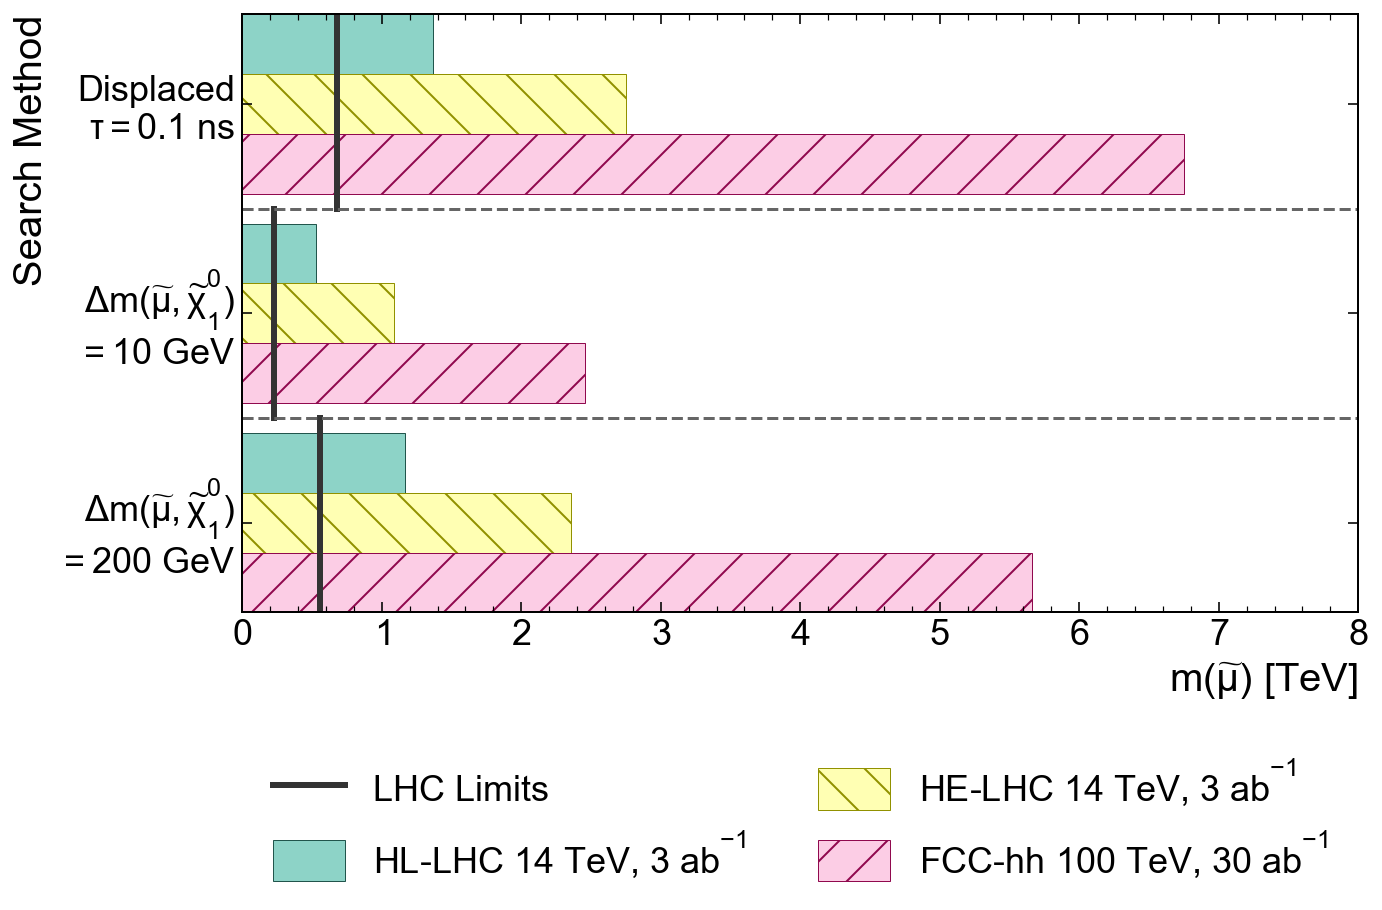 Search Method
Displaced
τ = 0.1 ns
Δm(μ̃, χ̃⁰₁)
= 10 GeV
Δm(μ̃, χ̃⁰₁)
= 200 GeV
0 1 2 3 4 5 6 7 8
m(μ̃) [TeV]
LHC Limits
HE-LHC 14 TeV, 3 ab⁻¹
HL-LHC 14 TeV, 3 ab⁻¹
FCC-hh 100 TeV, 30 ab⁻¹